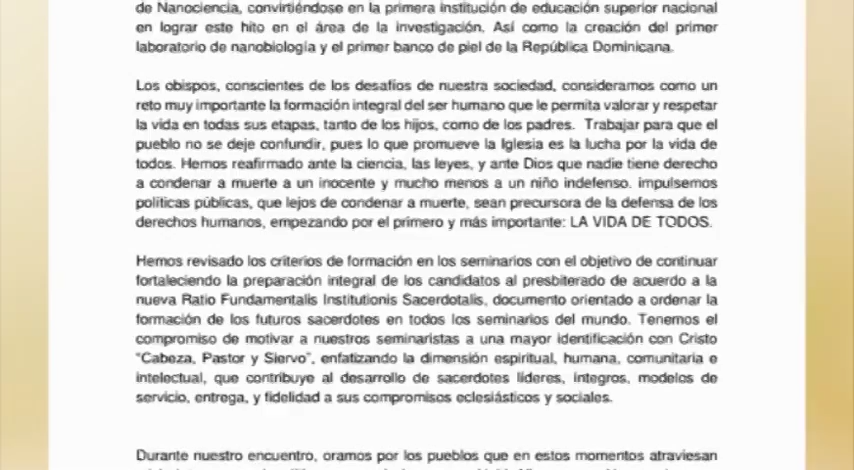 de Nanociencia, convirtiéndose en la primera institución de educación superior nacional
en lograr este hito en el área de la investigación. Así como la creación del primer
laboratorio de nanobiología y el primer banco de piel de la República Dominicana.
Los obispos, conscientes de los desafíos de nuestra sociedad, consideramos como un
reto muy importante la formación integral del ser humano que le permita valorar y respetar
la vida en todas sus etapas, tanto de los hijos, como de los padres. Trabajar para que el
pueblo no se deje confundir, pues lo que promueve la Iglesia es la lucha por la vida de
todos. Hemos reafirmado ante la ciencia, las leyes, y ante Dios que nadie tiene derecho
a condenar a muerte a un inocente y mucho menos a un niño indefenso. impulsemos
políticas públicas, que lejos de condenar a muerte, sean precursora de la defensa de los
derechos humanos, empezando por el primero y más importante: LA VIDA DE TODOS.
Hemos revisado los criterios de formación en los seminarios con el objetivo de continuar
fortaleciendo la preparación integral de los candidatos al presbiterado de acuerdo a la
nueva Ratio Fundamentalis Institutionis Sacerdotalis, documento orientado a ordenar la
formación de los futuros sacerdotes en todos los seminarios del mundo. Tenemos el
compromiso de motivar a nuestros seminaristas a una mayor identificación con Cristo
"Cabeza, Pastor y Siervo", enfatizando la dimensión espiritual, humana, comunitaria e
intelectual, que contribuye al desarrollo de sacerdotes líderes, íntegros, modelos de
servicio, entrega, y fidelidad a sus compromisos eclesiásticos y sociales.
Durante nuestro encuentro, oramos por los pueblos que en estos momentos atraviesan